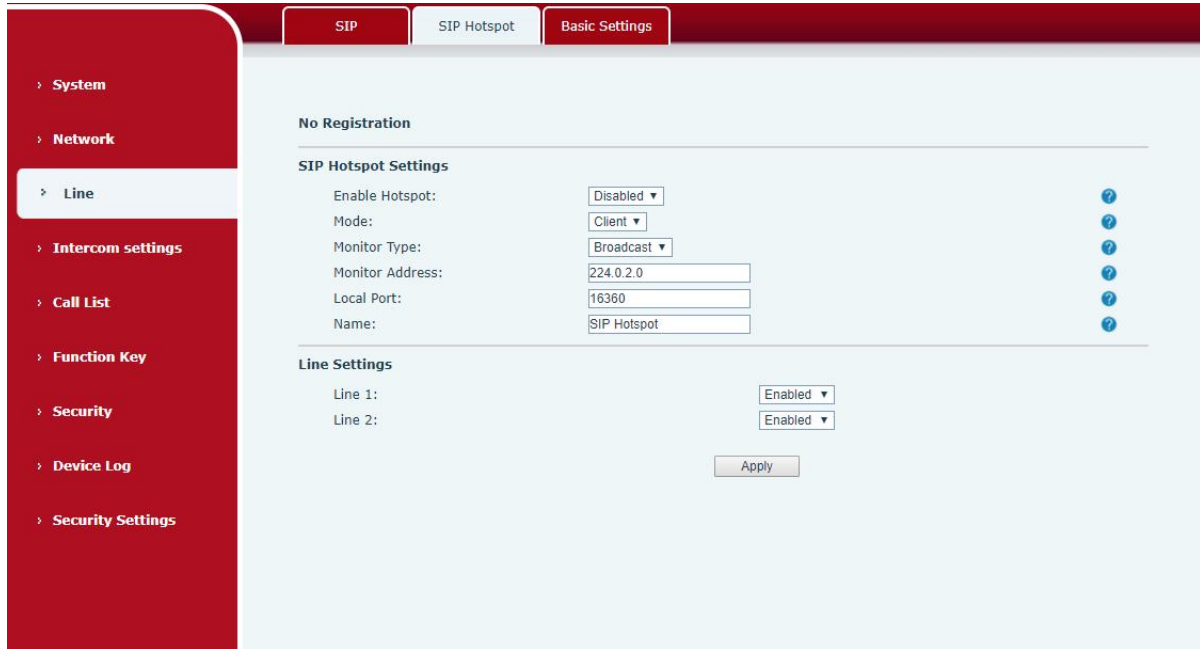 SIP
SIP Hotspot
Basic Settings
System
Network
Line
Intercom settings
Call List
Function Key
Security
Device Log
Security Settings
No Registration
SIP Hotspot Settings
Enable Hotspot: Disabled
Mode: Client
Monitor Type: Broadcast
Monitor Address: 224.0.2.0
Local Port: 16360
Name: SIP Hotspot
Line Settings
Line 1: Enabled
Line 2: Enabled
Apply